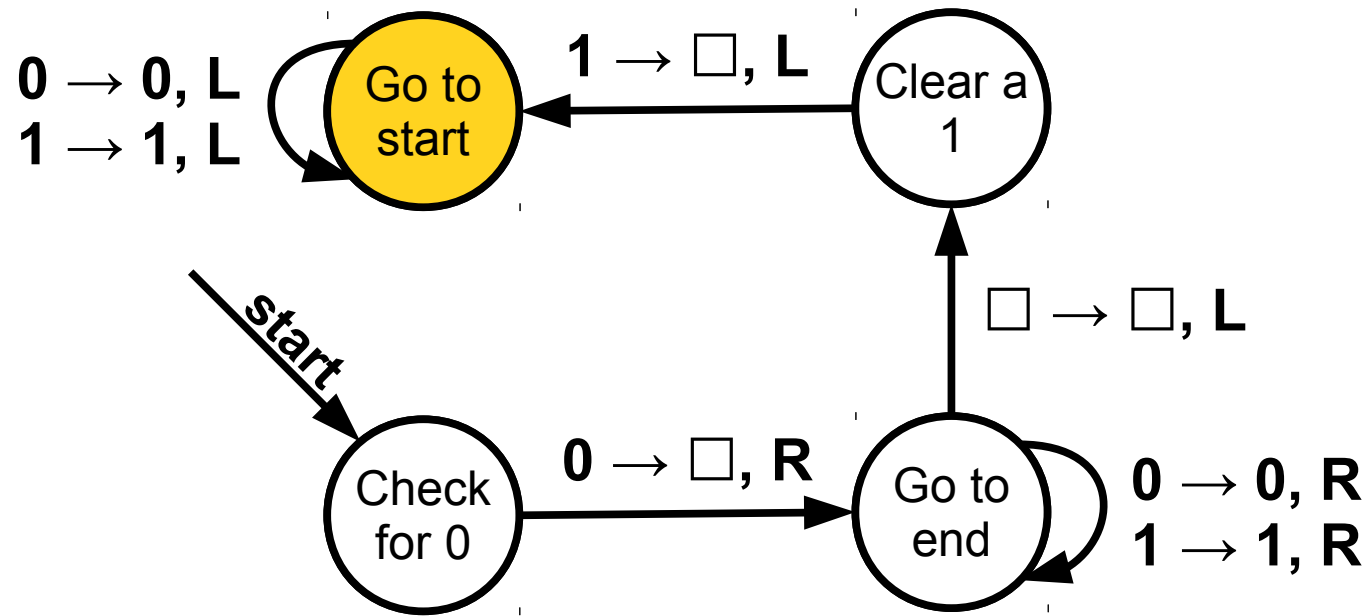 0 → 0, L
1 → 1, L
Go to
start
1 → □, L
Clear a
1
start
□ → □, L
Check
for 0
0 → □, R
Go to
end
0 → 0, R
1 → 1, R